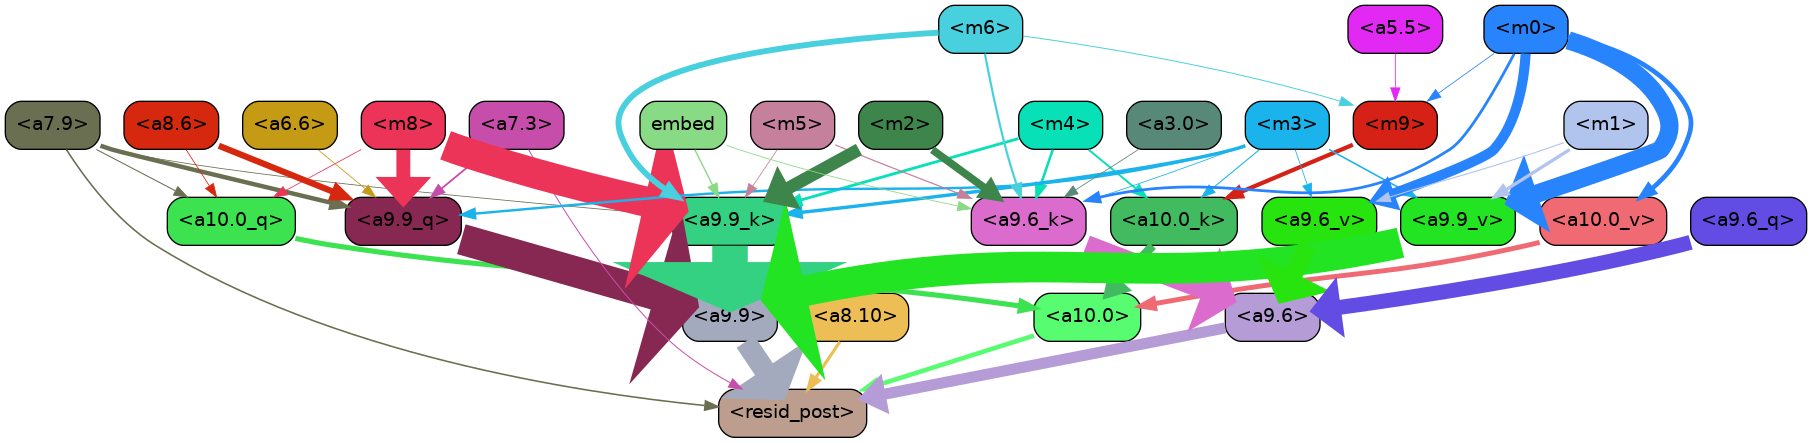 <m6> <a5.5> <m0>
<a7.9> <a8.6> <a6.6> <m8> <a7.3> embed <m5> <m2> <m4> <a3.0> <m3> <m9> <m1>
<a10.0_q> <a9.9_q> <a9.9_k> <a9.6_k> <a10.0_k> <a9.6_v> <a9.9_v> <a10.0_v> <a9.6_q>
<a9.9> <a8.10> <a10.0> <a9.6>
<resid_post>